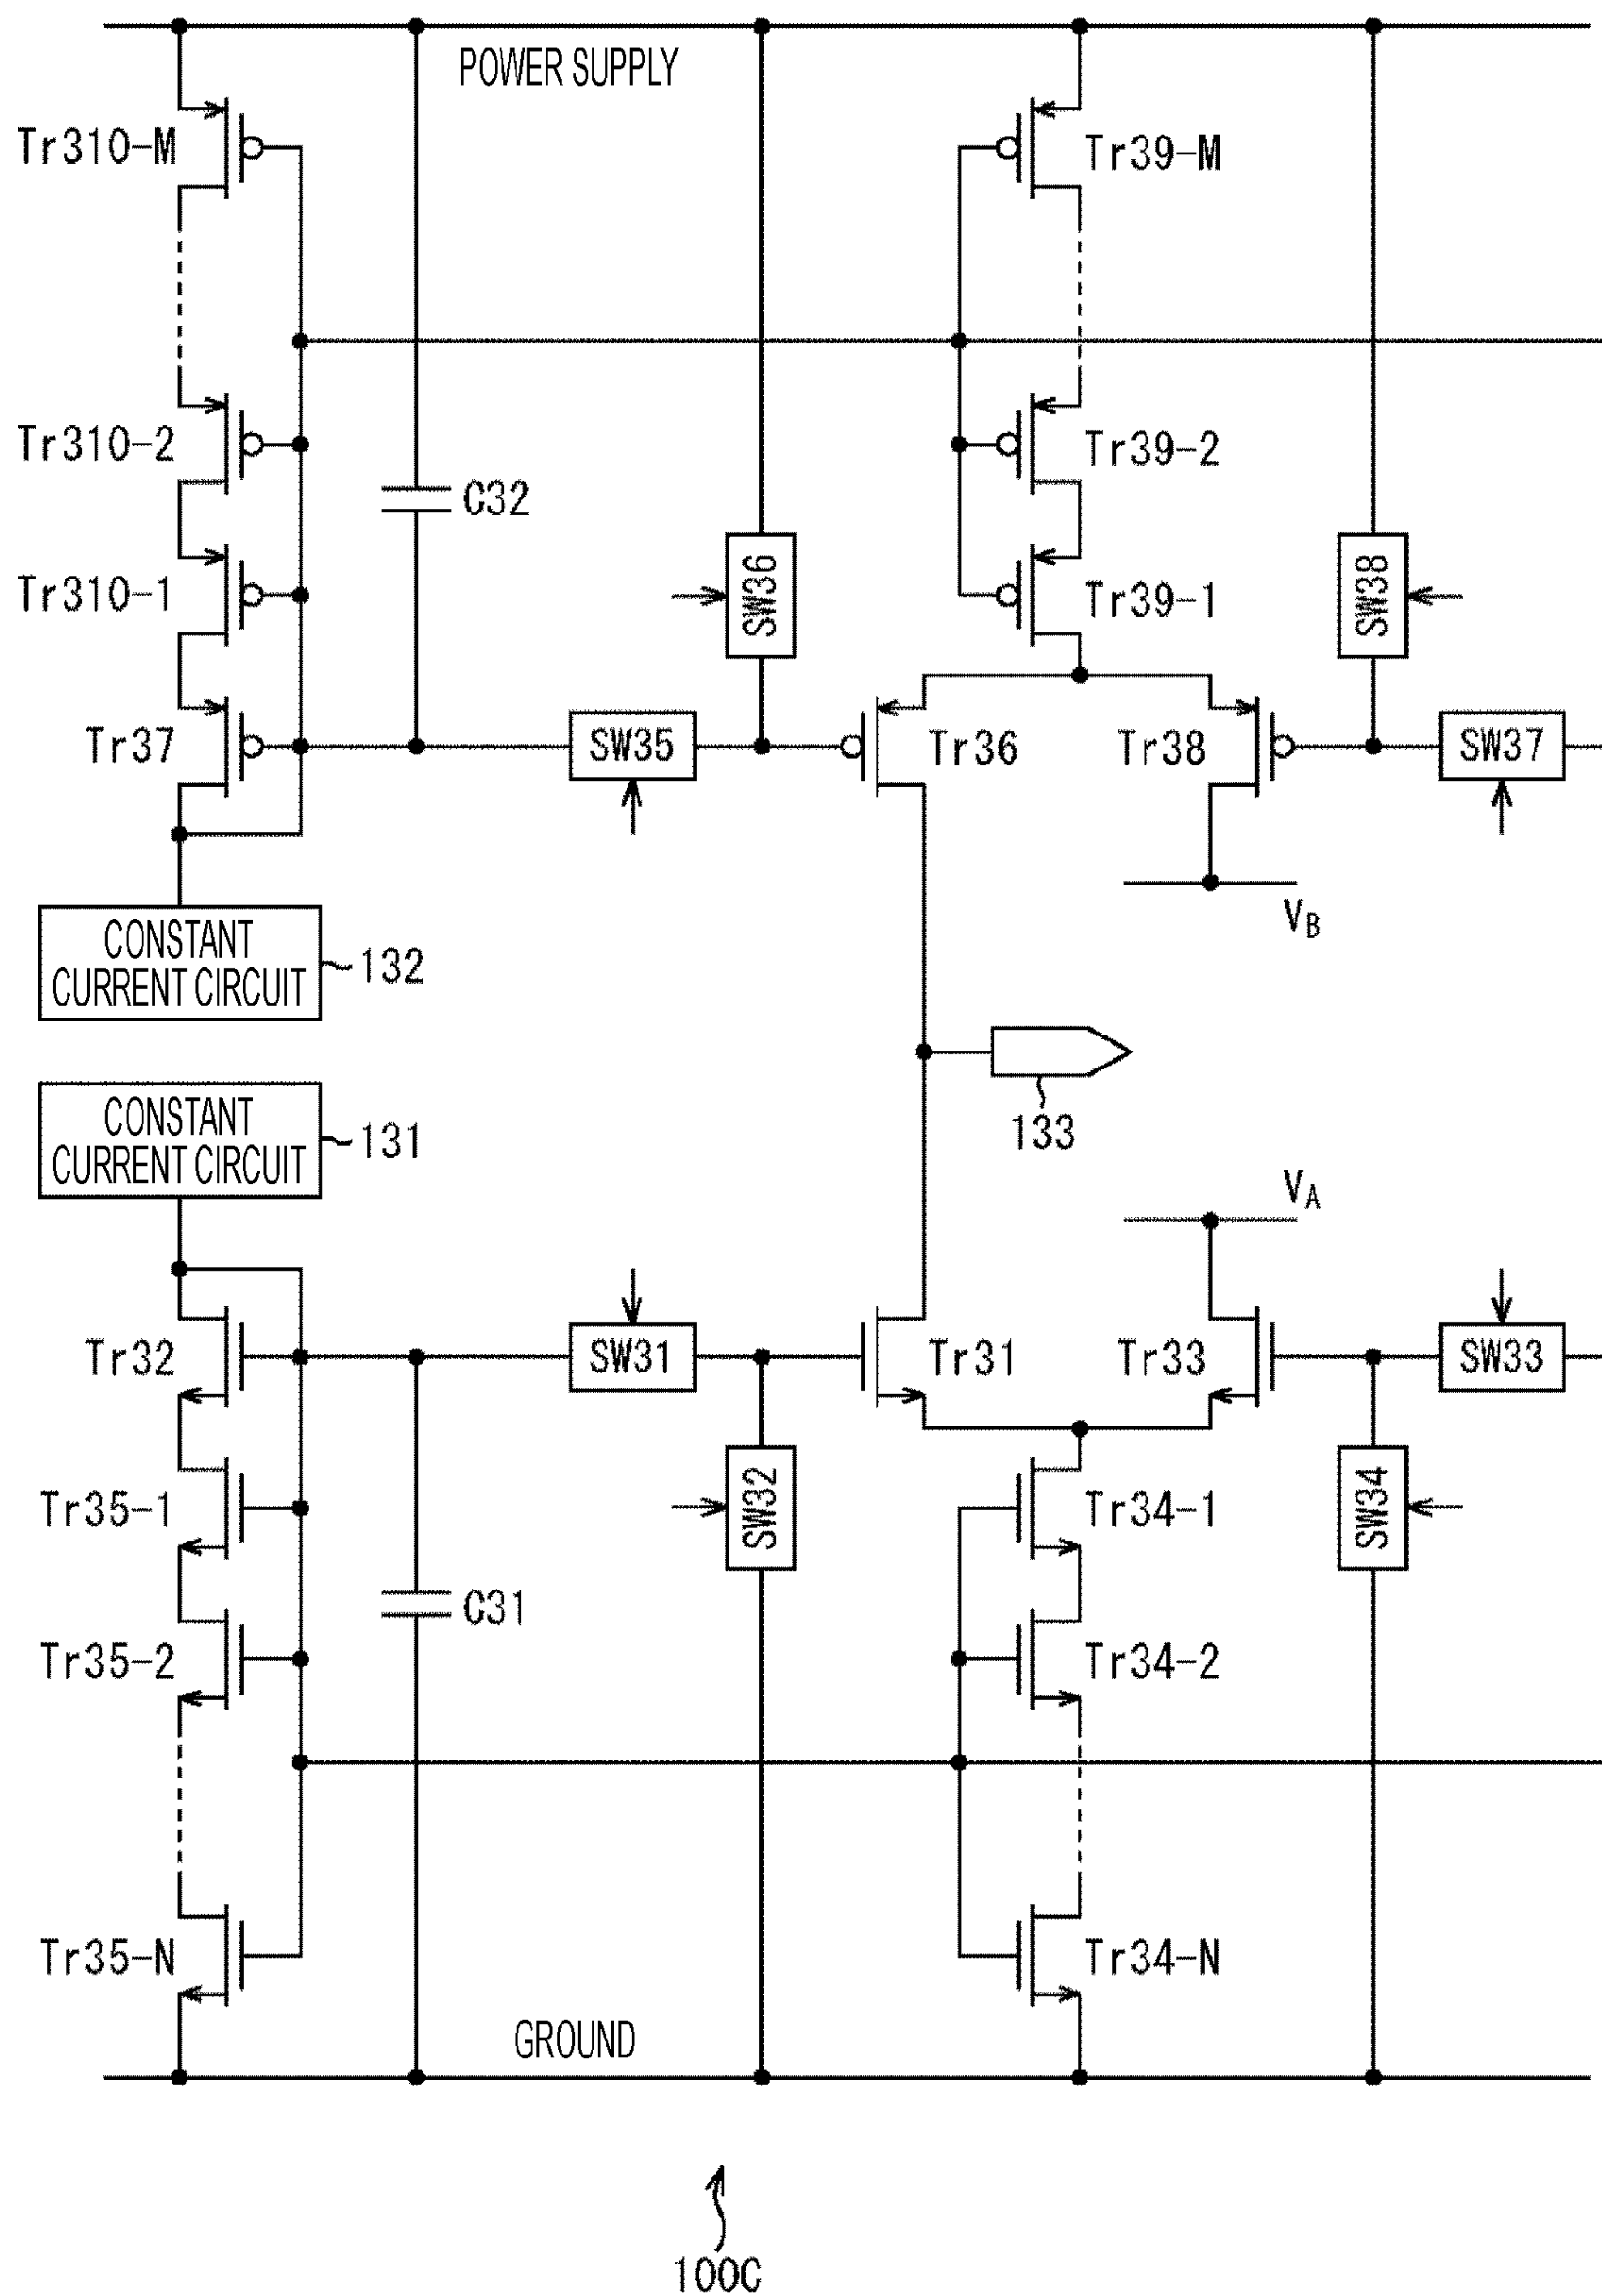 POWER SUPPLY
Tr310-M
Tr39-M
Tr310-2
C32
Tr39-2
SW36
SW38
Tr310-1
Tr39-1
Tr37
SW35
Tr36
Tr38
SW37
VB
CONSTANT
CURRENT CIRCUIT
132
CONSTANT
CURRENT CIRCUIT
131
133
VA
Tr32
SW31
Tr31
Tr33
SW33
Tr35-1
SW32
Tr34-1
SW34
Tr35-2
C31
Tr34-2
Tr35-N
Tr34-N
GROUND
100C